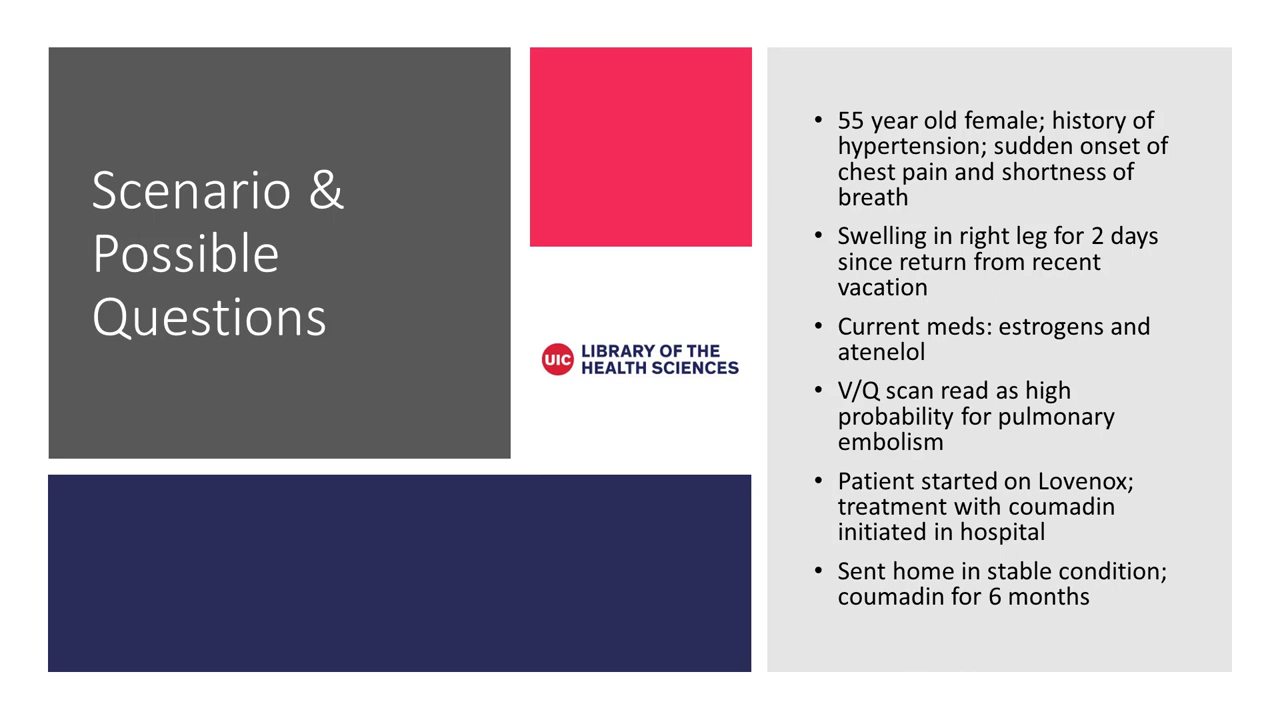 Scenario &
Possible
Questions
UIC
LIBRARY OF THE
HEALTH SCIENCES
• 55 year old female; history of
hypertension; sudden onset of
chest pain and shortness of
breath
• Swelling in right leg for 2 days
since return from recent
vacation
• Current meds: estrogens and
atenelol
• V/Q scan read as high
probability for pulmonary
embolism
• Patient started on Lovenox;
treatment with coumadin
initiated in hospital
• Sent home in stable condition;
coumadin for 6 months